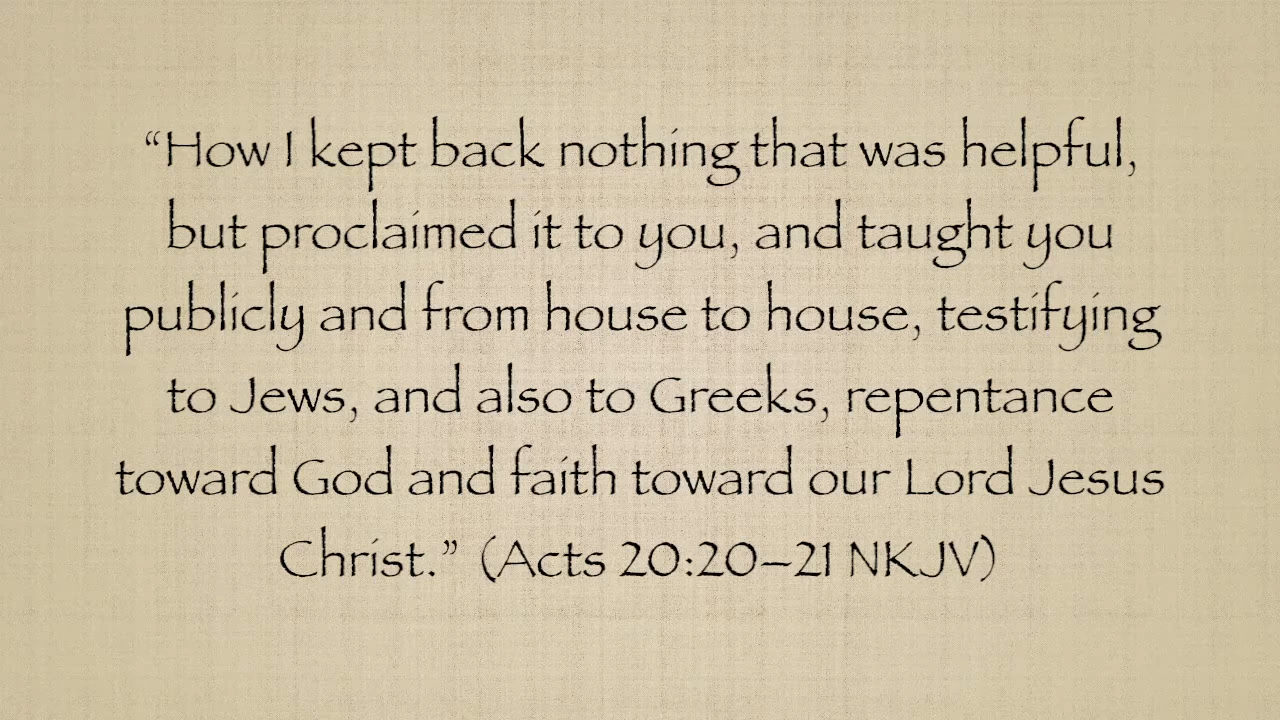 “How I kept back nothing that was helpful,
but proclaimed it to you, and taught you
publicly and from house to house, testifying
to Jews, and also to Greeks, repentance
toward God and faith toward our Lord Jesus
Christ.” (Acts 20:20–21 NKJV)